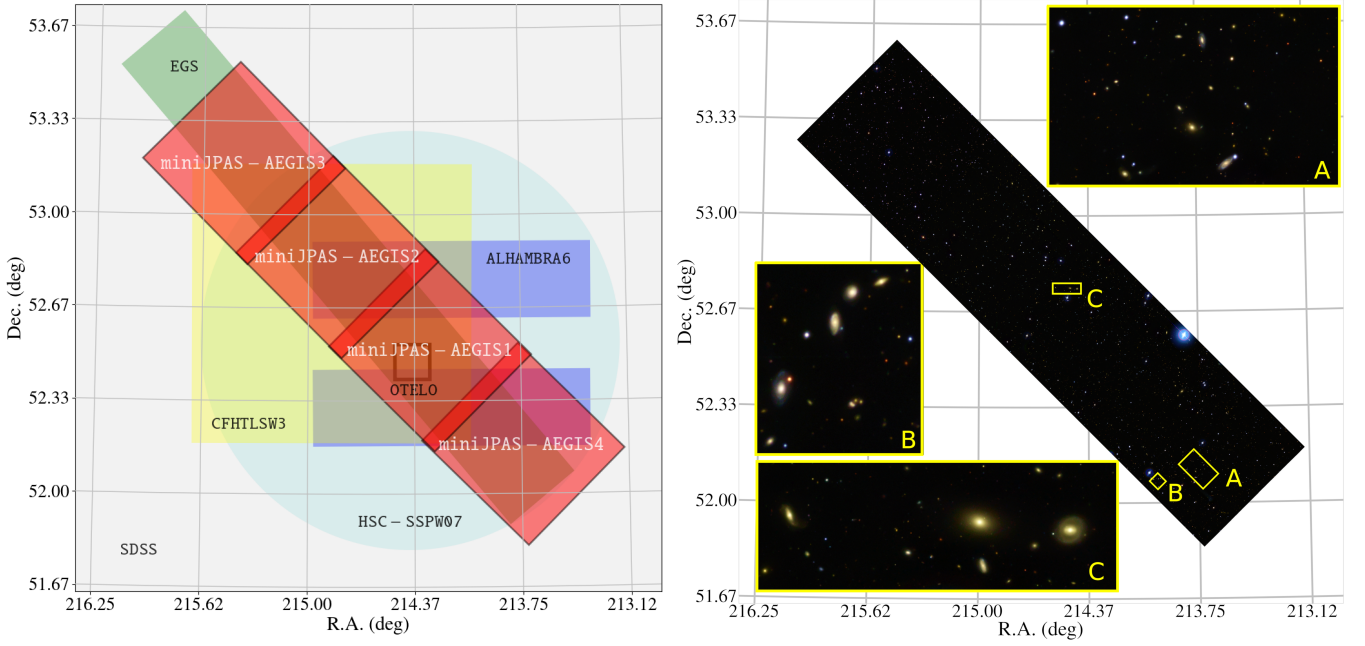 53.67
53.33
53.00
52.67
52.33
52.00
51.67
Dec. (deg)
EGS
miniJPAS – AEGIS3
miniJPAS – AEGIS2
ALHAMBRA6
miniJPAS – AEGIS1
OTELO
CFHTLSW3
miniJPAS – AEGIS4
HSC – SSPW07
SDSS
216.25 215.62 215.00 214.37 213.75 213.12
R.A. (deg)
53.67
53.33
53.00
52.67
52.33
52.00
51.67
Dec. (deg)
A
C
B
A
B
C
216.25 215.62 215.00 214.37 213.75 213.12
R.A. (deg)